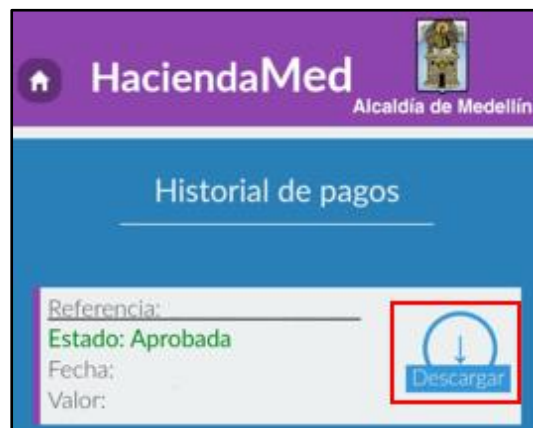 HaciendaMed
Alcaldía de Medellín
Historial de pagos
Referencia:
Estado: Aprobada
Fecha:
Valor:
Descargar